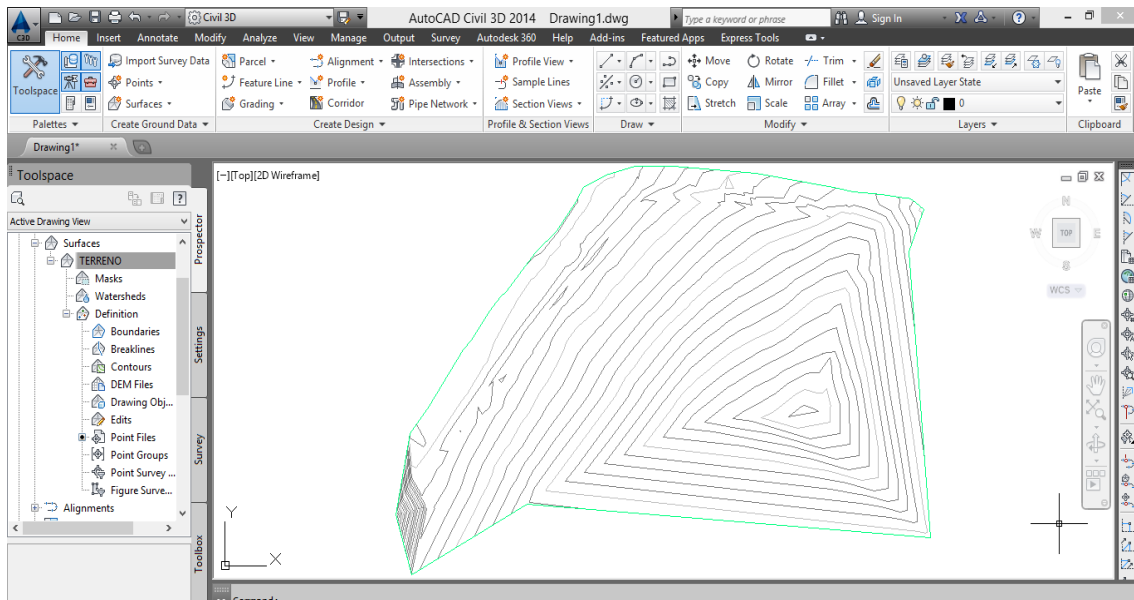 Civil 3D
AutoCAD Civil 3D 2014 Drawing1.dwg
Type a keyword or phrase
Sign In
C3D
Home Insert Annotate Modify Analyze View Manage Output Survey Autodesk 360 Help Add-ins Featured Apps Express Tools
Toolspace
Import Survey Data
Points
Surfaces
Parcel
Feature Line
Grading
Alignment
Profile
Corridor
Intersections
Assembly
Pipe Network
Profile View
Sample Lines
Section Views
Move
Copy
Stretch
Rotate
Mirror
Scale
Trim
Fillet
Array
Unsaved Layer State
0
Paste
Palettes
Create Ground Data
Create Design
Profile & Section Views
Draw
Modify
Layers
Clipboard
Drawing1*
Toolspace
Active Drawing View
Surfaces
TERRENO
Masks
Watersheds
Definition
Boundaries
Breaklines
Contours
DEM Files
Drawing Obj...
Edits
Point Files
Point Groups
Point Survey ...
Figure Surve...
Alignments
Prospector
Settings
Survey
Toolbox
[−][Top][2D Wireframe]
N
W TOP E
S
WCS
Y
X
Command: